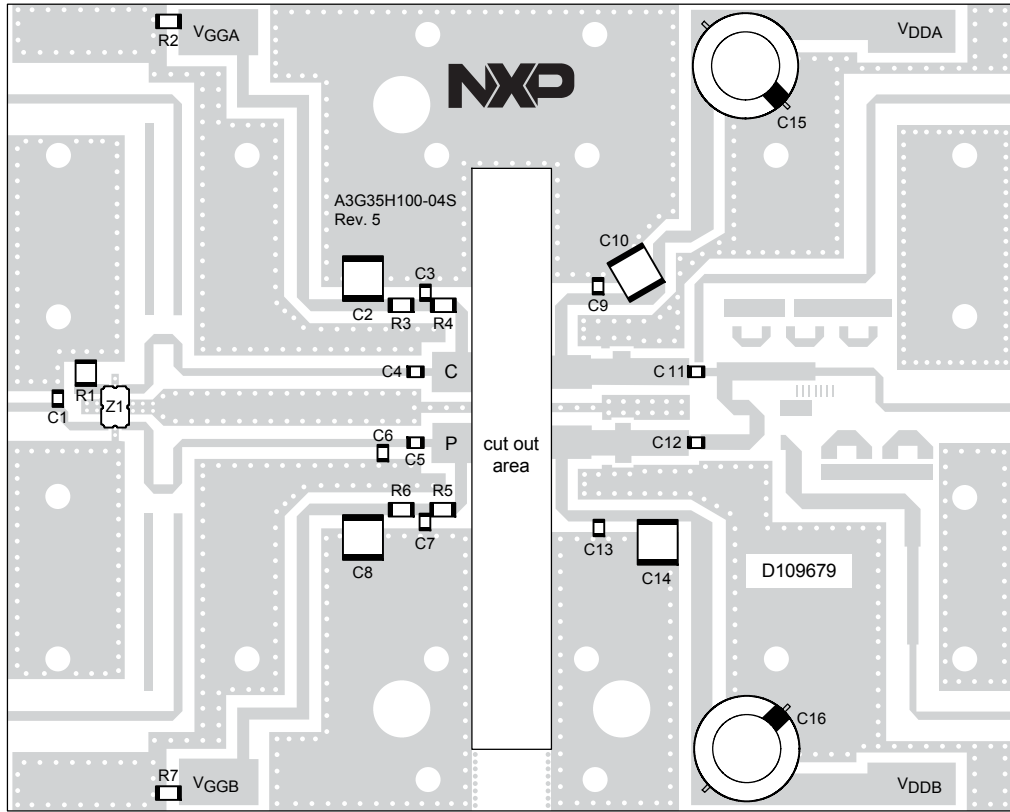 R2
VGGA
VDDA
NXP
C15
A3G35H100-04S
Rev. 5
C10
C3
C2
R3
R4
C9
C4
C
C11
R1
C1
Z1
C12
C6
C5
P
cut out
area
R6
R5
C7
C8
C13
C14
D109679
C16
R7
VGGB
VDDB